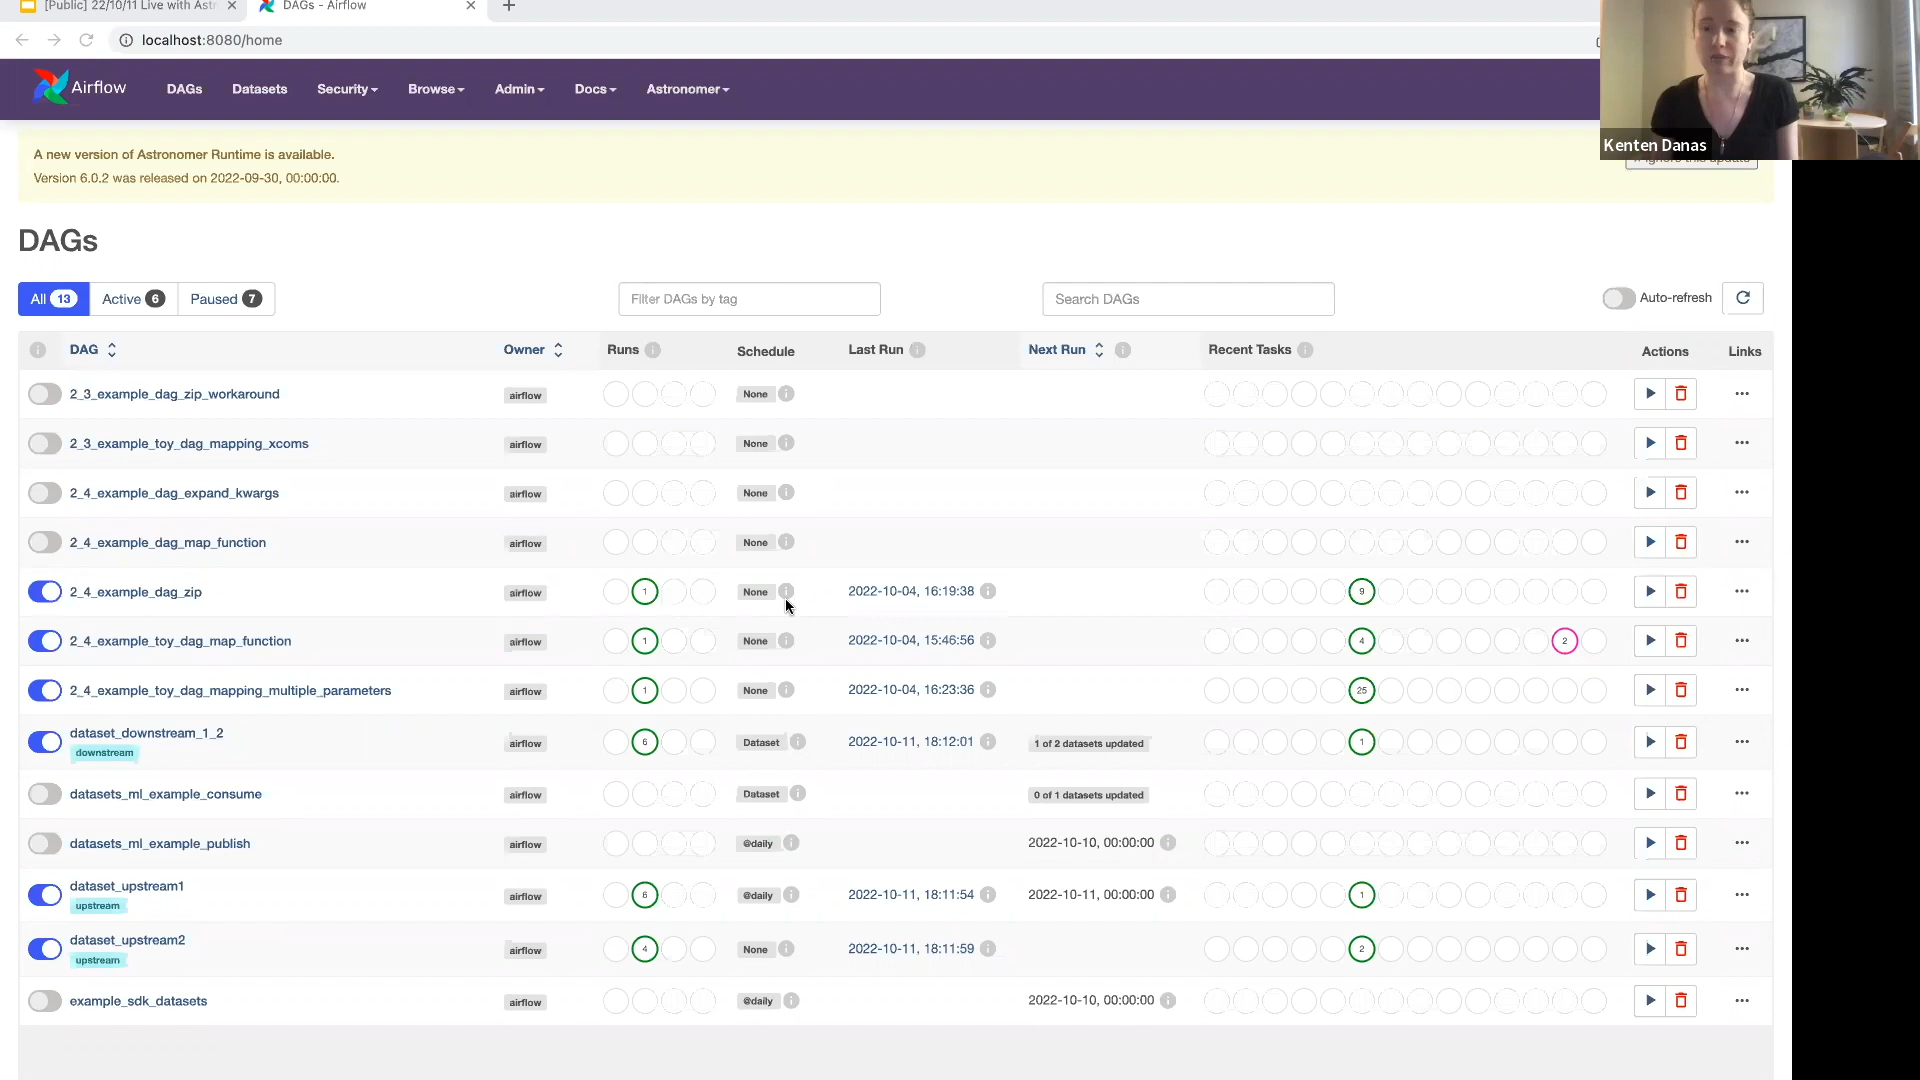 [Public] 22/10/11 Live with Astr
DAGs - Airflow
localhost:8080/home
Airflow
DAGs
Datasets
Security
Browse
Admin
Docs
Astronomer
Kenten Danas
A new version of Astronomer Runtime is available.
Version 6.0.2 was released on 2022-09-30, 00:00:00.
DAGs
All 13
Active 6
Paused 7
Filter DAGs by tag
Search DAGs
Auto-refresh
DAG Owner Runs Schedule Last Run Next Run Recent Tasks Actions Links
2_3_example_dag_zip_workaround airflow None
2_3_example_toy_dag_mapping_xcoms airflow None
2_4_example_dag_expand_kwargs airflow None
2_4_example_dag_map_function airflow None
2_4_example_dag_zip airflow 1 None 2022-10-04, 16:19:38 9
2_4_example_toy_dag_map_function airflow 1 None 2022-10-04, 15:46:56 4 2
2_4_example_toy_dag_mapping_multiple_parameters airflow 1 None 2022-10-04, 16:23:36 25
dataset_downstream_1_2 airflow 6 Dataset 2022-10-11, 18:12:01 1 of 2 datasets updated 1
downstream
datasets_ml_example_consume airflow Dataset 0 of 1 datasets updated
datasets_ml_example_publish airflow @daily 2022-10-10, 00:00:00
dataset_upstream1 airflow 6 @daily 2022-10-11, 18:11:54 2022-10-11, 00:00:00 1
upstream
dataset_upstream2 airflow 4 None 2022-10-11, 18:11:59 2
upstream
example_sdk_datasets airflow @daily 2022-10-10, 00:00:00